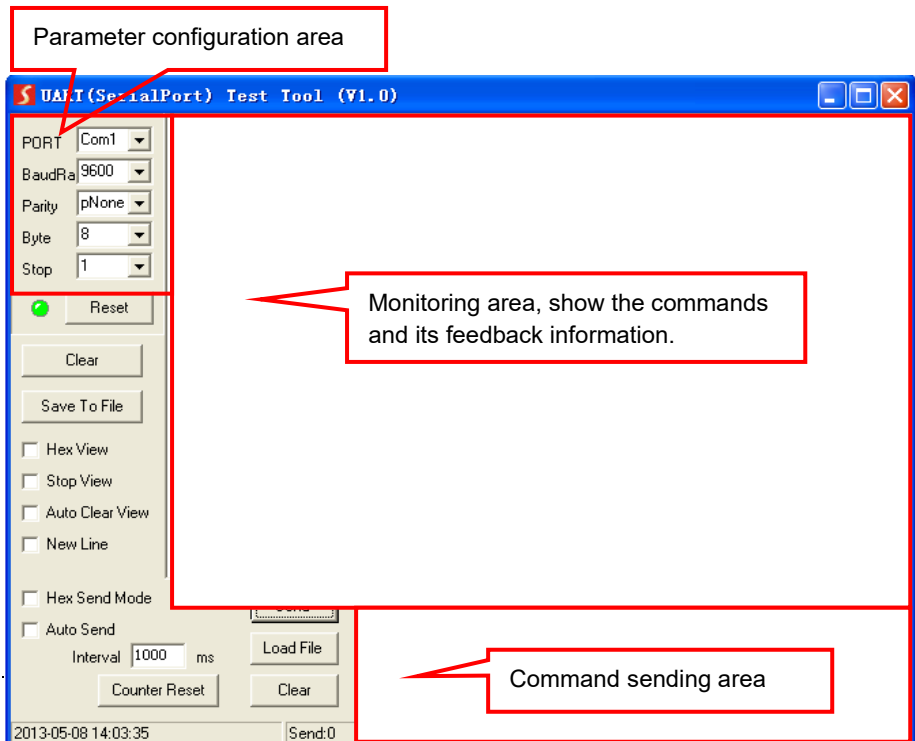 Parameter configuration area
UART(SerialPort) Test Tool (V1.0)
PORT Com1
BaudRa 9600
Parity pNone
Byte 8
Stop 1
Reset
Monitoring area, show the commands
and its feedback information.
Clear
Save To File
Hex View
Stop View
Auto Clear View
New Line
Hex Send Mode
Send
Auto Send
Interval 1000 ms
Load File
Command sending area
Counter Reset
Clear
2013-05-08 14:03:35
Send:0